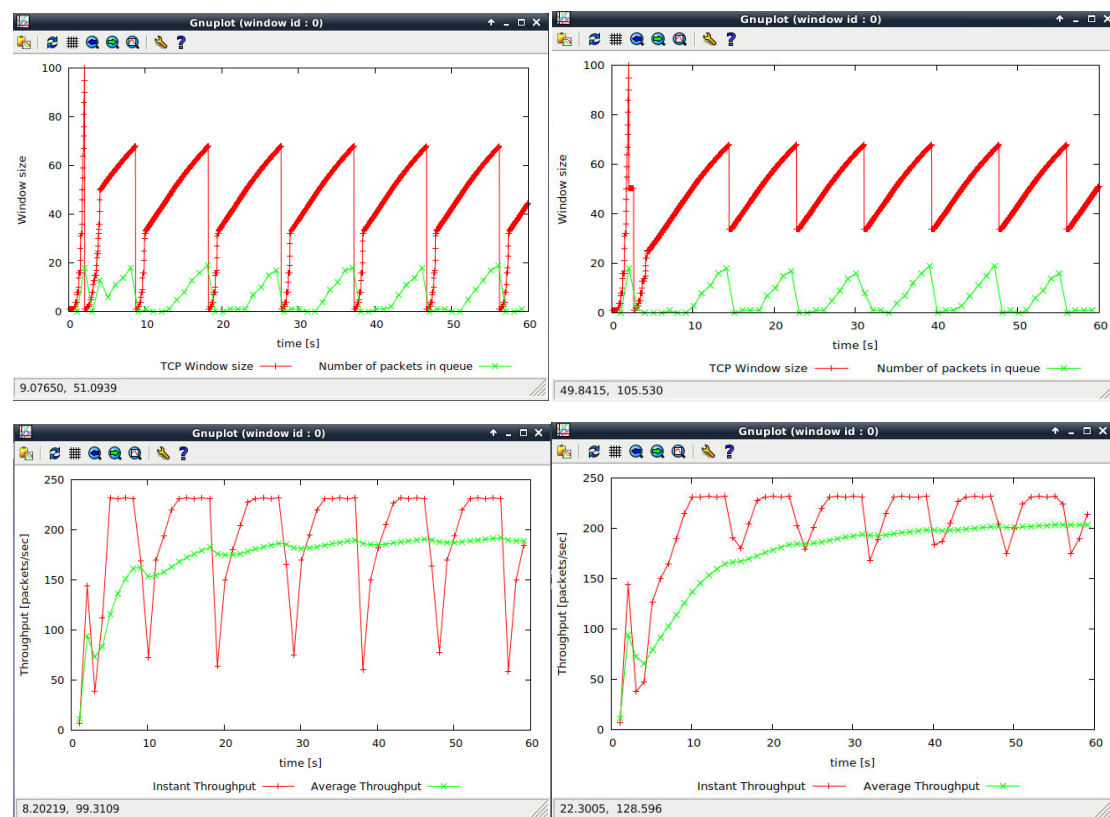 Gnuplot (window id : 0)
100
80
60
40
20
0
Window size
0 10 20 30 40 50 60
time [s]
TCP Window size Number of packets in queue
9.07650, 51.0939
Gnuplot (window id : 0)
100
80
60
40
20
0
Window size
0 10 20 30 40 50 60
time [s]
TCP Window size Number of packets in queue
49.8415, 105.530
Gnuplot (window id : 0)
250
200
150
100
50
0
Throughput [packets/sec]
0 10 20 30 40 50 60
time [s]
Instant Throughput Average Throughput
8.20219, 99.3109
Gnuplot (window id : 0)
250
200
150
100
50
0
Throughput [packets/sec]
0 10 20 30 40 50 60
time [s]
Instant Throughput Average Throughput
22.3005, 128.596